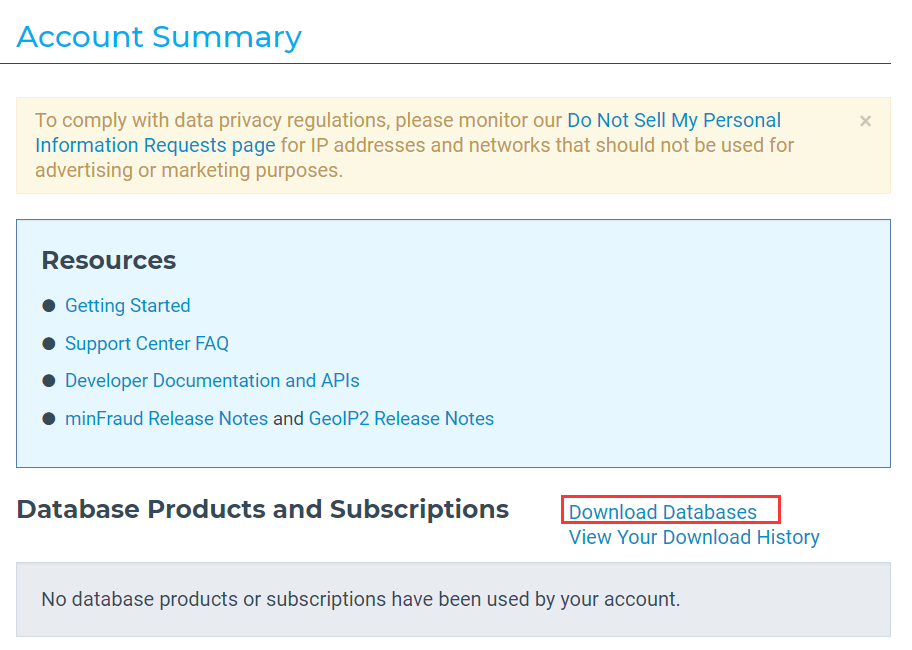 Account Summary
To comply with data privacy regulations, please monitor our Do Not Sell My Personal
Information Requests page for IP addresses and networks that should not be used for
advertising or marketing purposes.
×
Resources
● Getting Started
● Support Center FAQ
● Developer Documentation and APIs
● minFraud Release Notes and GeoIP2 Release Notes
Database Products and Subscriptions
Download Databases
View Your Download History
No database products or subscriptions have been used by your account.